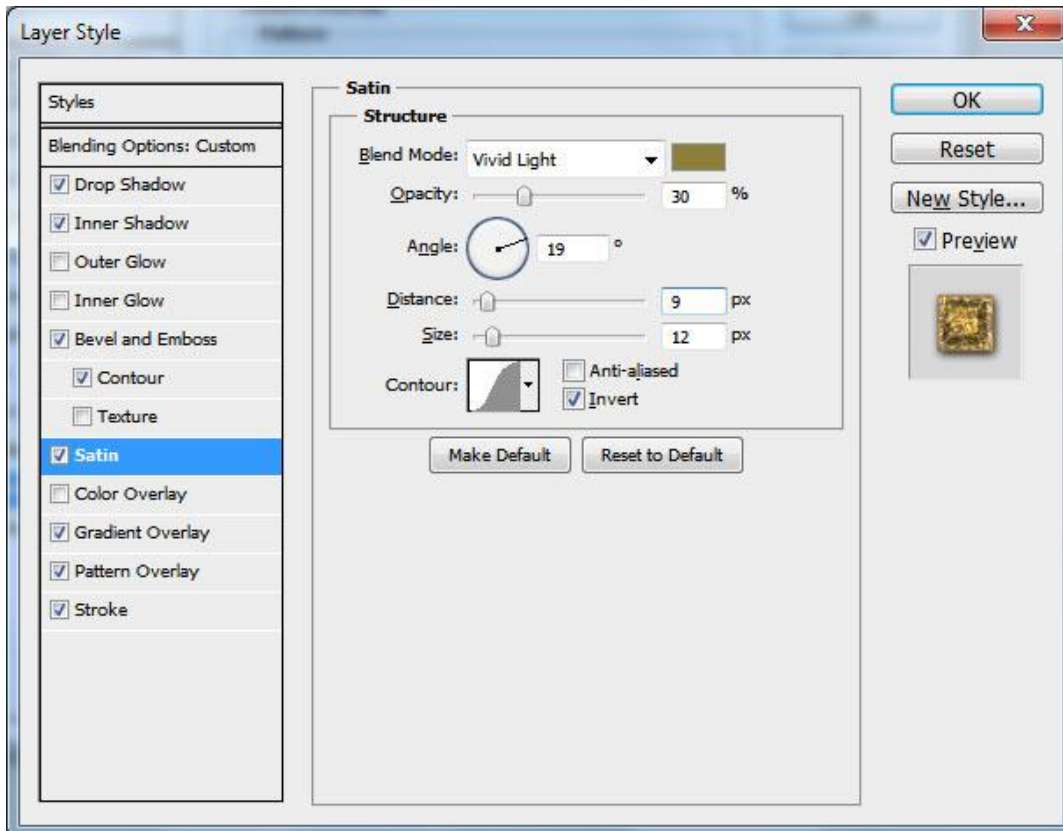 Layer Style
x
Styles
Blending Options: Custom
Drop Shadow
Inner Shadow
Outer Glow
Inner Glow
Bevel and Emboss
Contour
Texture
Satin
Color Overlay
Gradient Overlay
Pattern Overlay
Stroke
Satin
Structure
Blend Mode: Vivid Light
Opacity: 30 %
Angle: 19 °
Distance: 9 px
Size: 12 px
Contour: Anti-aliased
Invert
Make Default Reset to Default
OK
Reset
New Style...
Preview